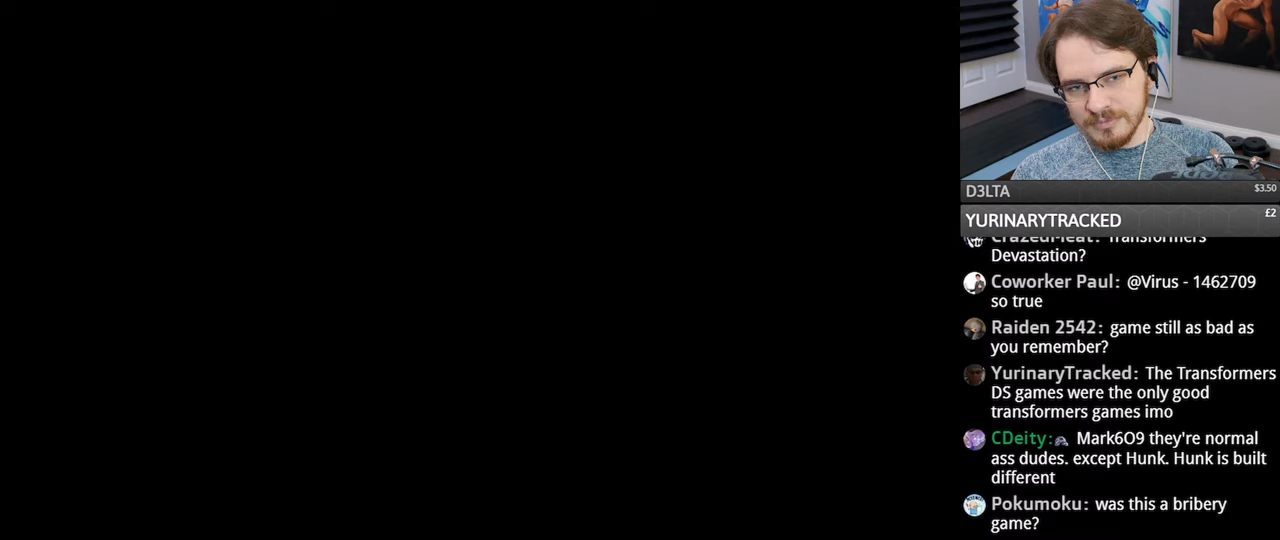 D3LTA
$3.50
YURINARYTRACKED
£2
CrazedMeat: Transformers
Devastation?
Coworker Paul: @Virus - 1462709
so true
Raiden 2542: game still as bad as
you remember?
YurinaryTracked: The Transformers
DS games were the only good
transformers games imo
CDeity: Mark6O9 they're normal
ass dudes. except Hunk. Hunk is built
different
Pokumoku: was this a bribery
game?